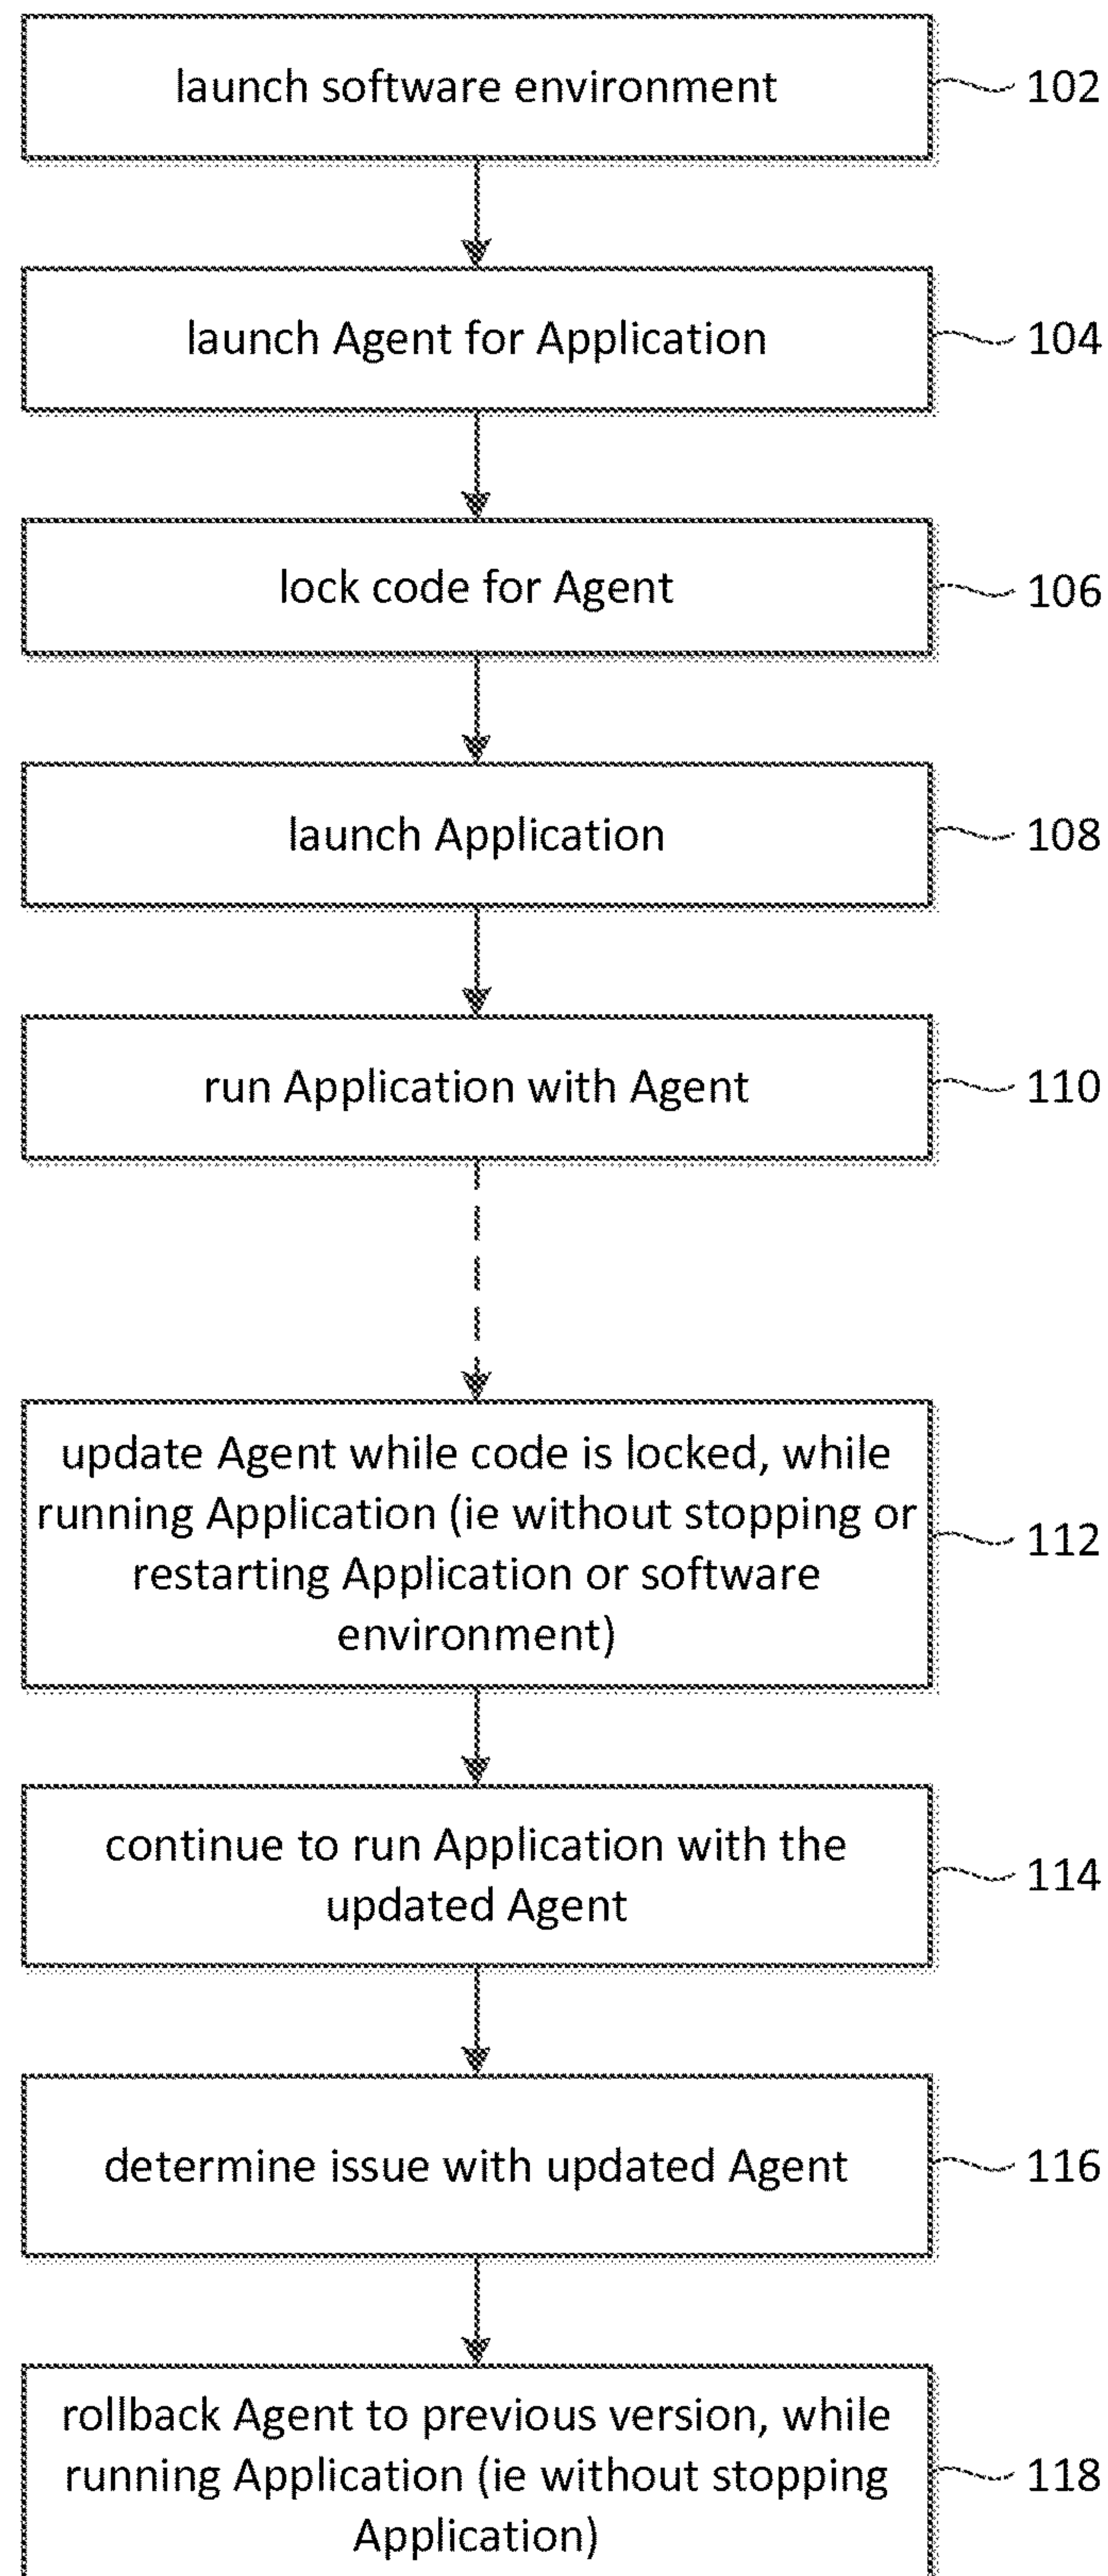 launch software environment
102
launch Agent for Application
104
lock code for Agent
106
launch Application
108
run Application with Agent
110
update Agent while code is locked, while
running Application (ie without stopping or
restarting Application or software
environment)
112
continue to run Application with the
updated Agent
114
determine issue with updated Agent
116
rollback Agent to previous version, while
running Application (ie without stopping
Application)
118